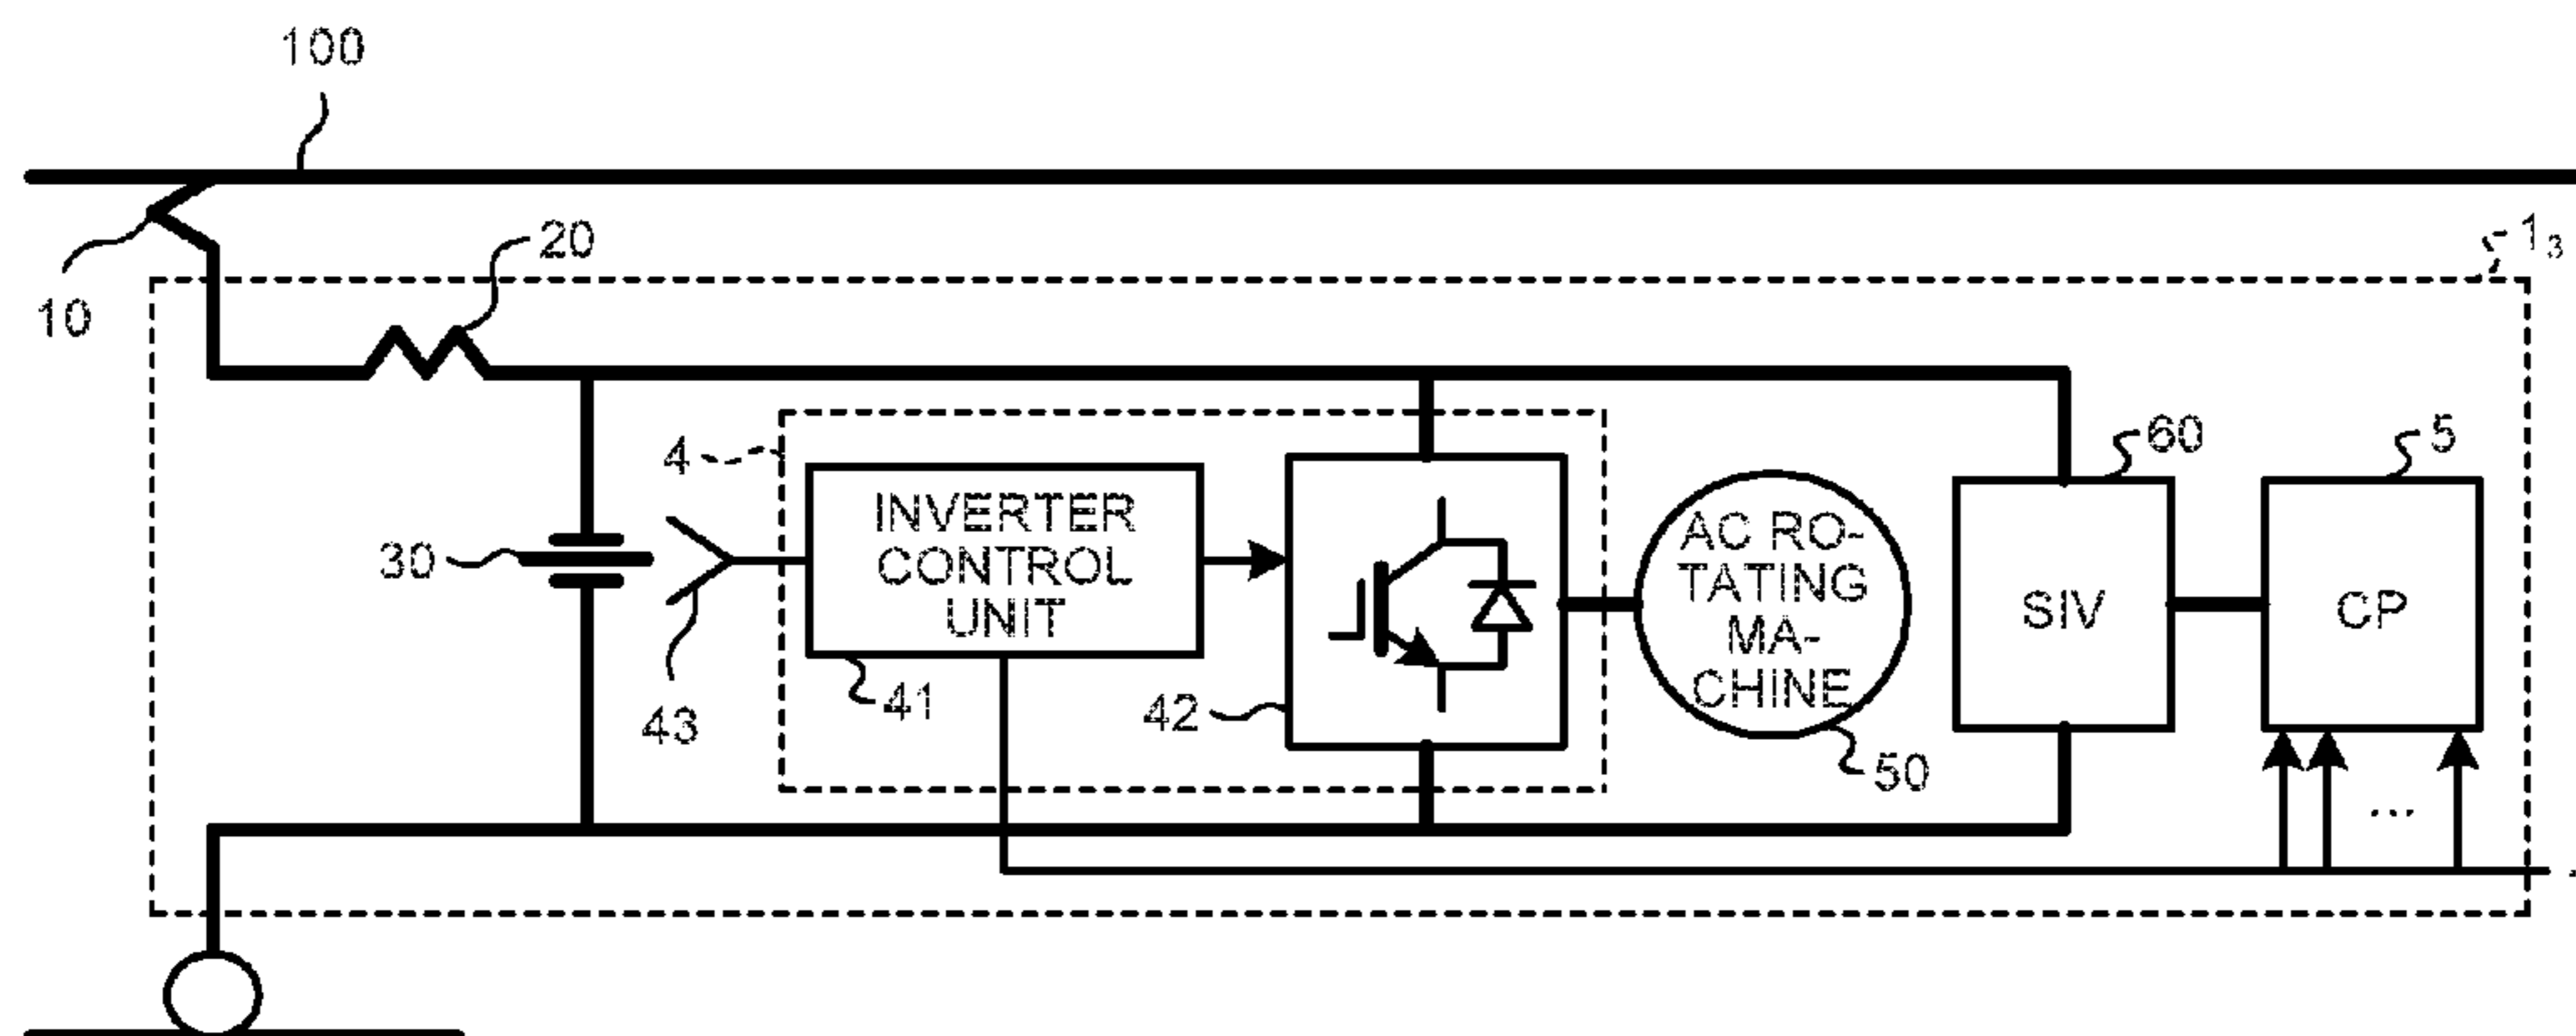 100
10
20
1₃
4
60
5
30
INVERTER
CONTROL
UNIT
AC RO-
TATING
MA-
CHINE
SIV
CP
43
41
42
50
...